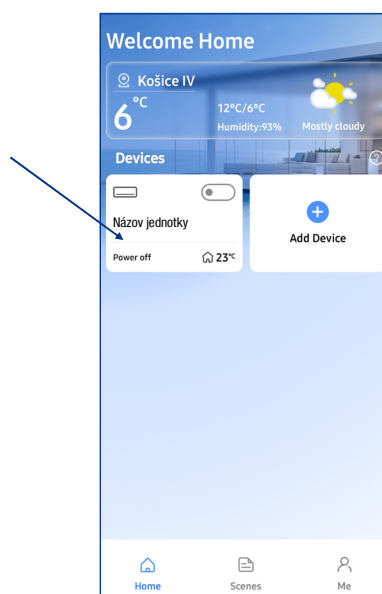 Welcome Home
Košice IV
6°C
12°C/6°C
Humidity:93%
Mostly cloudy
Devices
Názov jednotky
Power off
23°C
Add Device
Home
Scenes
Me